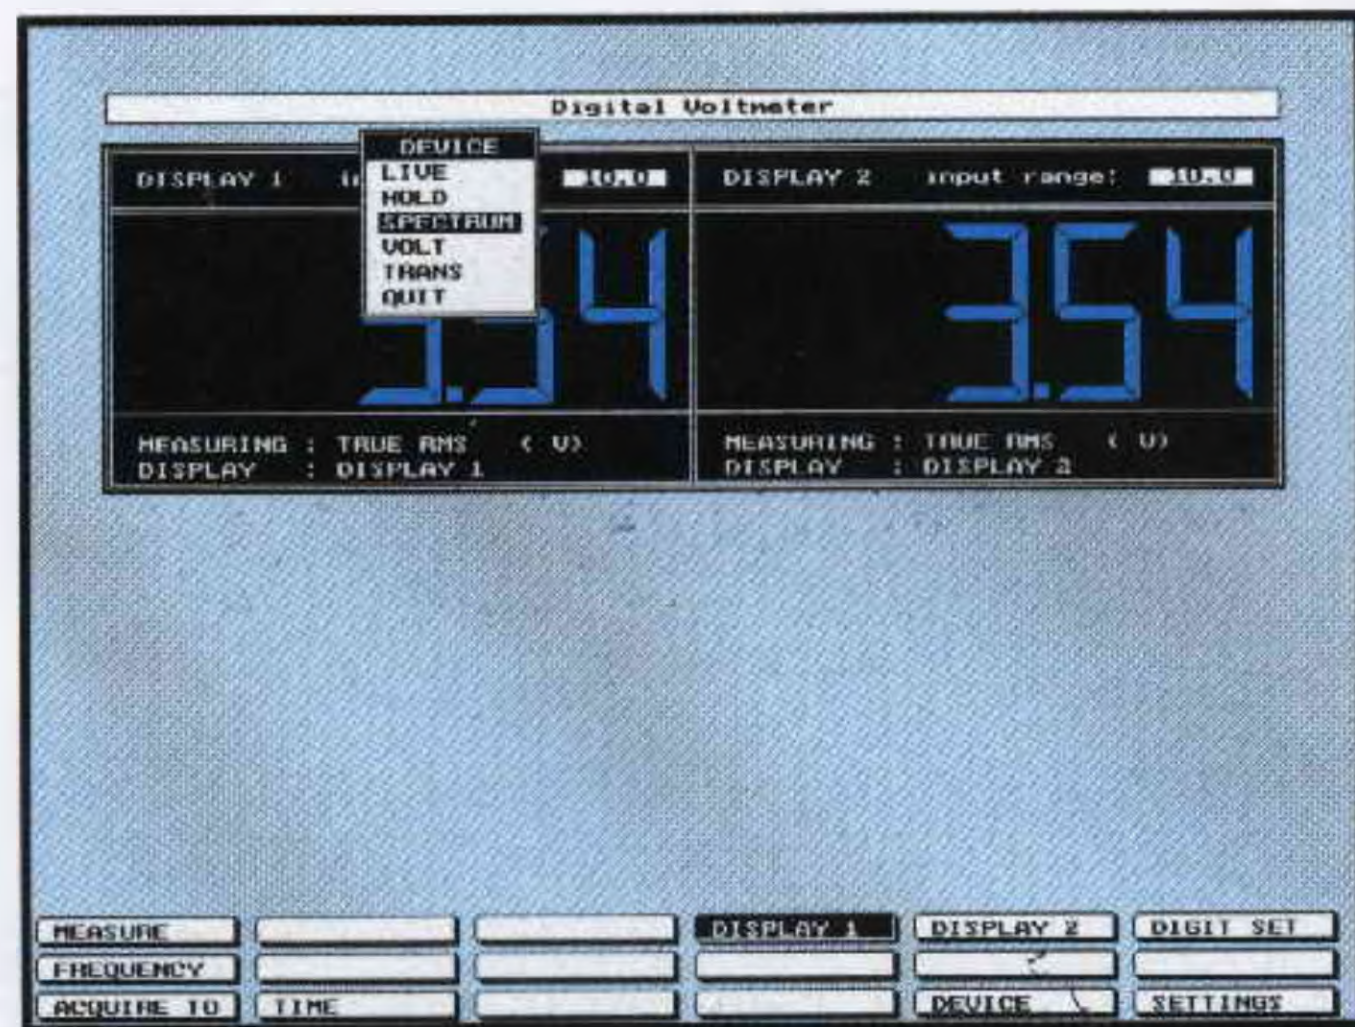 Digital Voltmeter
DEVICE
LIVE
HOLD
SPECTRUM
VOLT
TRANS
QUIT
DISPLAY 1 10.0
3.54
MEASURING : TRUE RMS ( V)
DISPLAY : DISPLAY 1
DISPLAY 2 input range: 10.0
3.54
MEASURING : TRUE RMS ( V)
DISPLAY : DISPLAY 2
MEASURE DISPLAY 1 DISPLAY 2 DIGIT SET
FREQUENCY
ACQUIRE TO TIME DEVICE SETTINGS